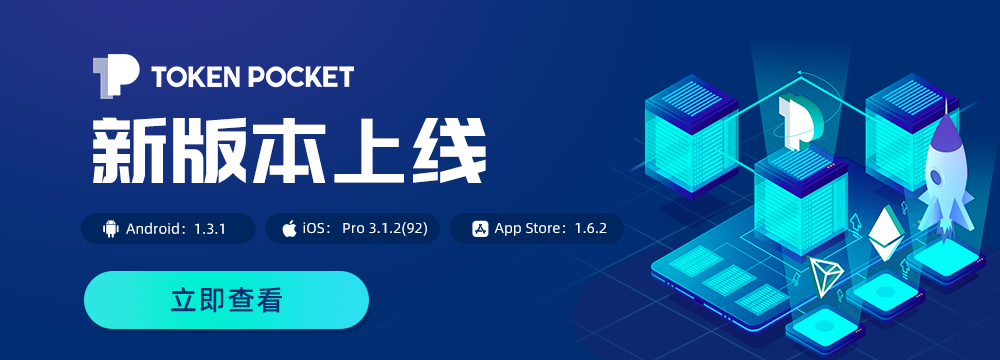 TOKEN POCKET
新版本上线
Android：1.3.1
iOS： Pro 3.1.2(92)
App Store：1.6.2
立即查看